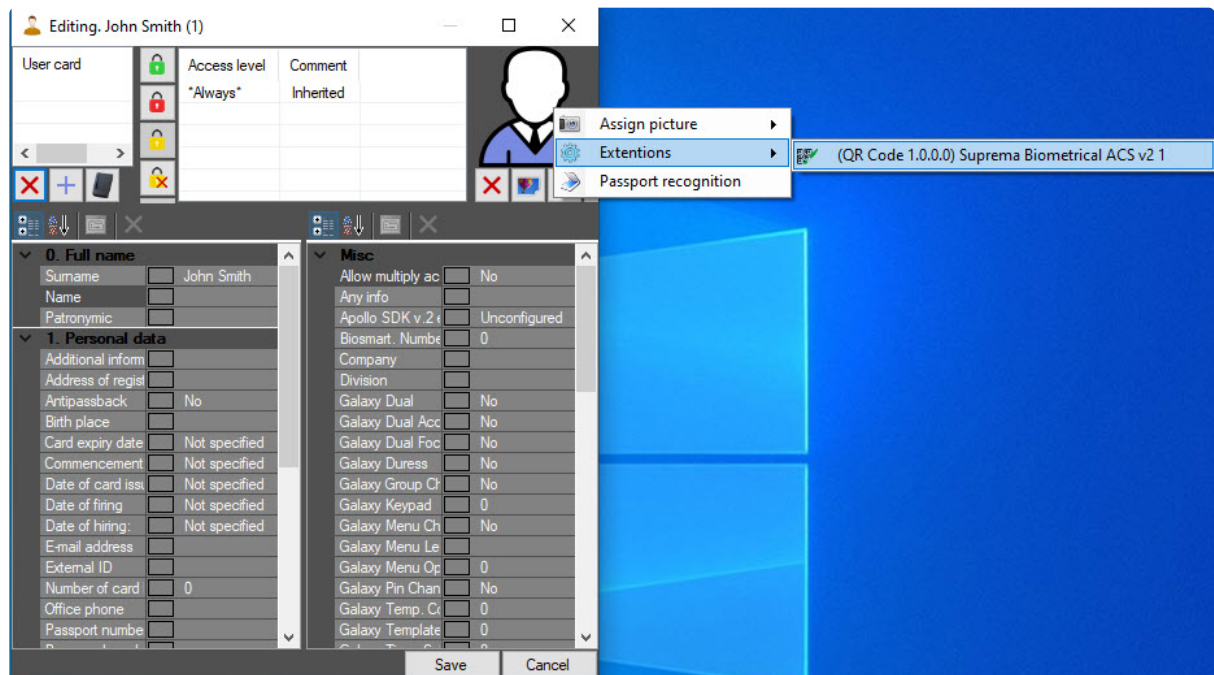 Editing. John Smith (1)
User card
Access level Comment
*Always* Inherited
Assign picture
Extentions
(QR Code 1.0.0.0) Suprema Biometrical ACS v2 1
Passport recognition
0. Full name
Surname John Smith
Name
Patronymic
1. Personal data
Additional inform
Address of regist
Antipassback No
Birth place
Card expiry date Not specified
Commencement Not specified
Date of card issu Not specified
Date of firing Not specified
Date of hiring: Not specified
E-mail address
External ID
Number of card 0
Office phone
Passport numbe
Misc
Allow multiply ac No
Any info
Apollo SDK v.2 e Unconfigured
Biosmart. Numbe 0
Company
Division
Galaxy Dual No
Galaxy Dual Acc No
Galaxy Dual Foc No
Galaxy Duress No
Galaxy Group Ch No
Galaxy Keypad 0
Galaxy Menu Ch No
Galaxy Menu Le
Galaxy Menu Op 0
Galaxy Pin Chan No
Galaxy Temp. Co 0
Galaxy Template 0
Save Cancel